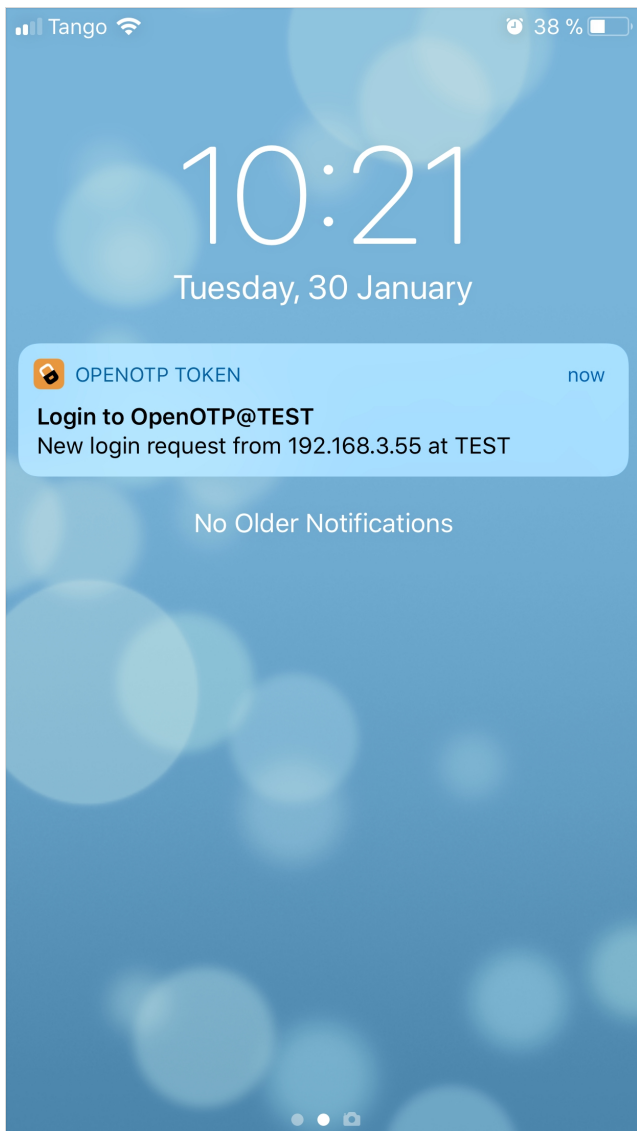 Tango 38 %
10:21
Tuesday, 30 January
OPENOTP TOKEN now
Login to OpenOTP@TEST
New login request from 192.168.3.55 at TEST
No Older Notifications